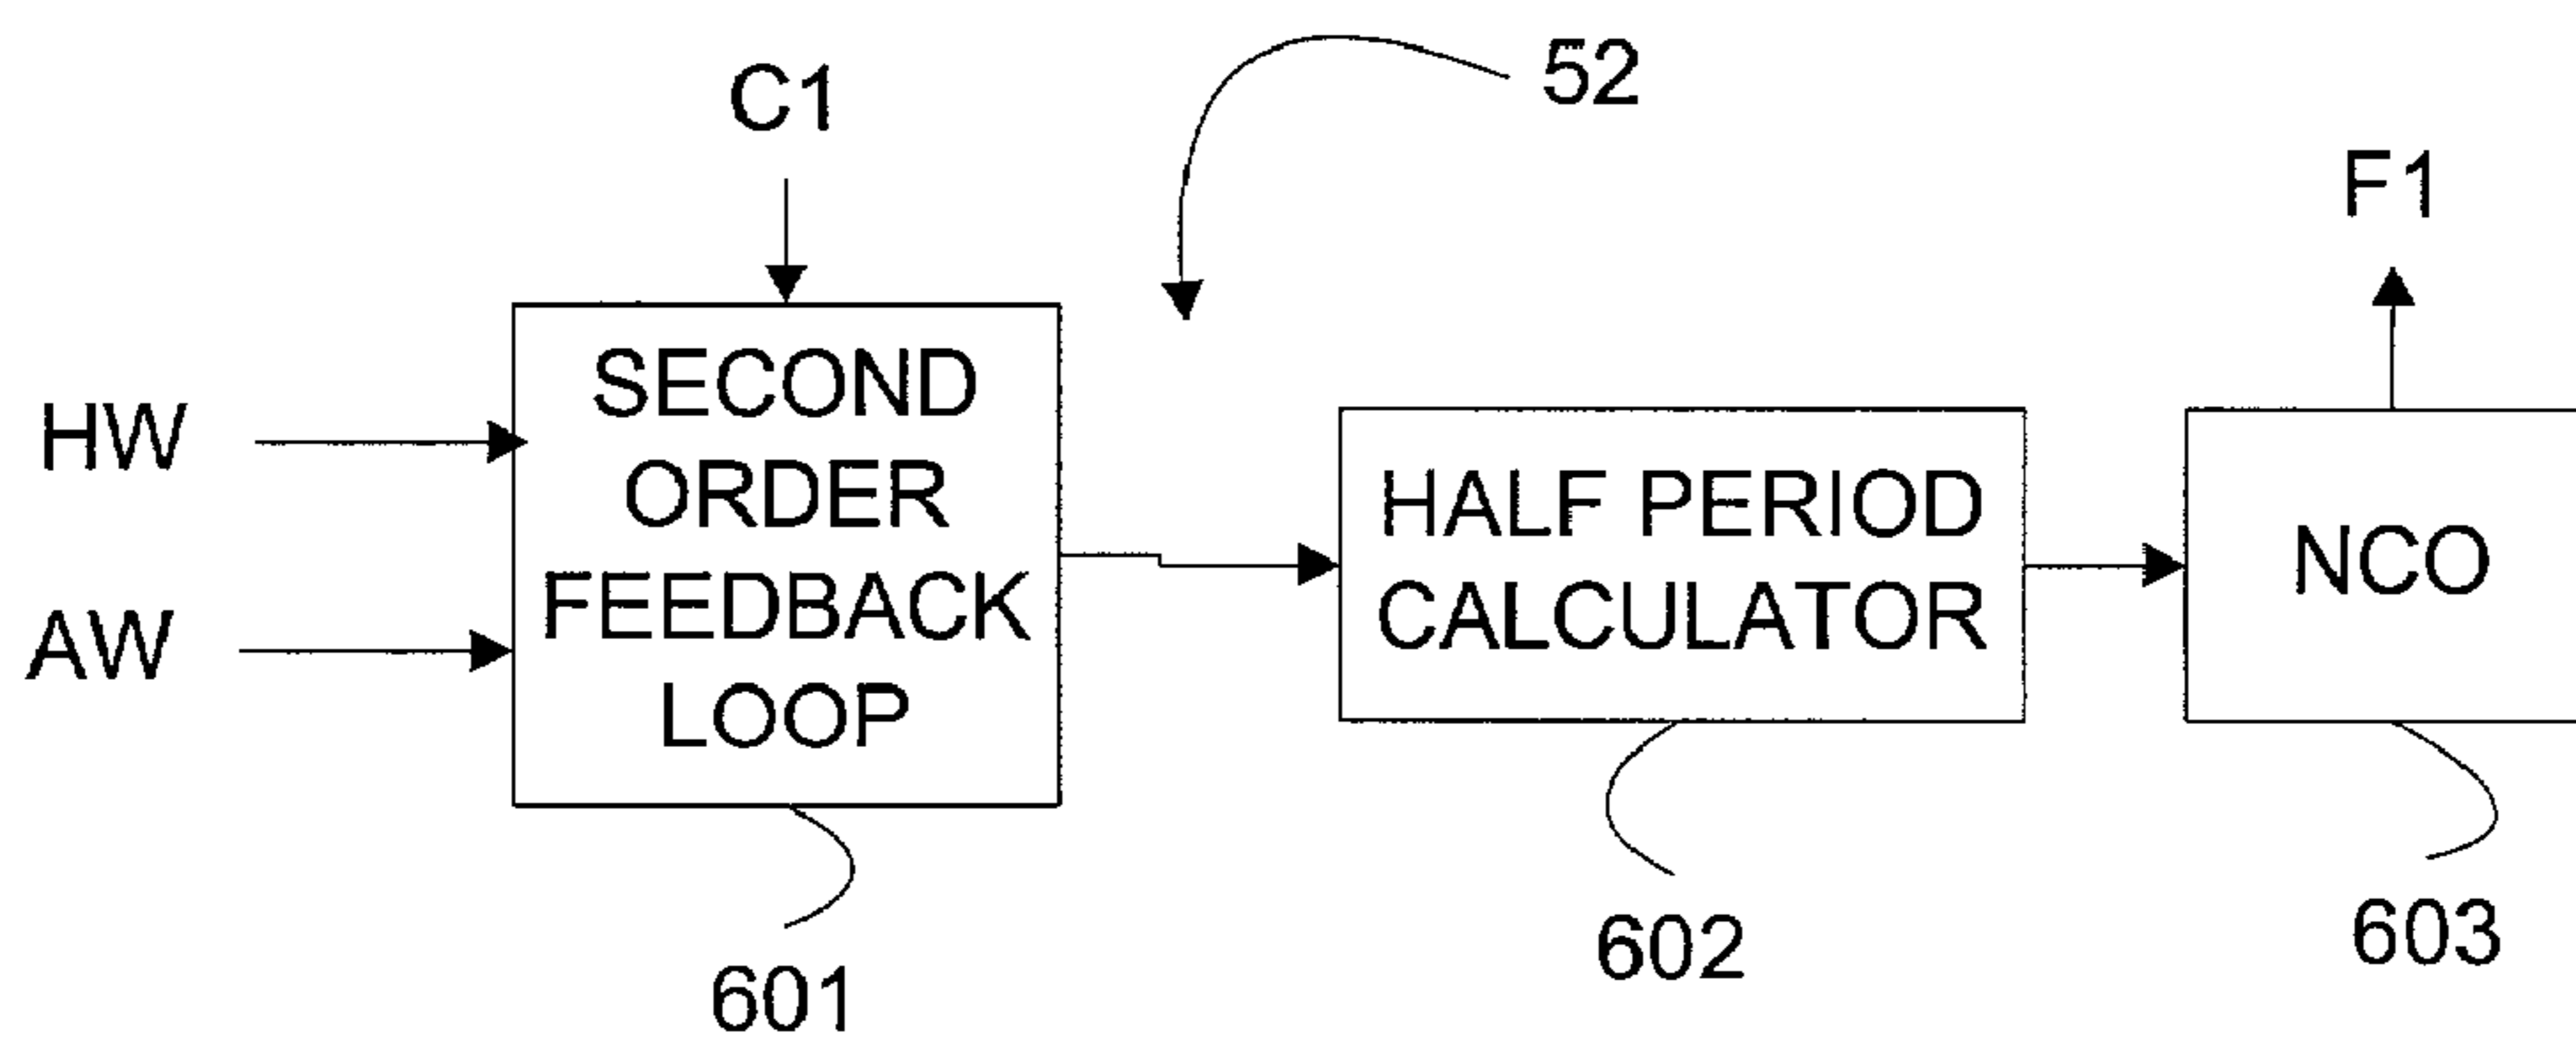 52
C1
F1
HW
AW
SECOND
ORDER
FEEDBACK
LOOP
HALF PERIOD
CALCULATOR
NCO
601
602
603